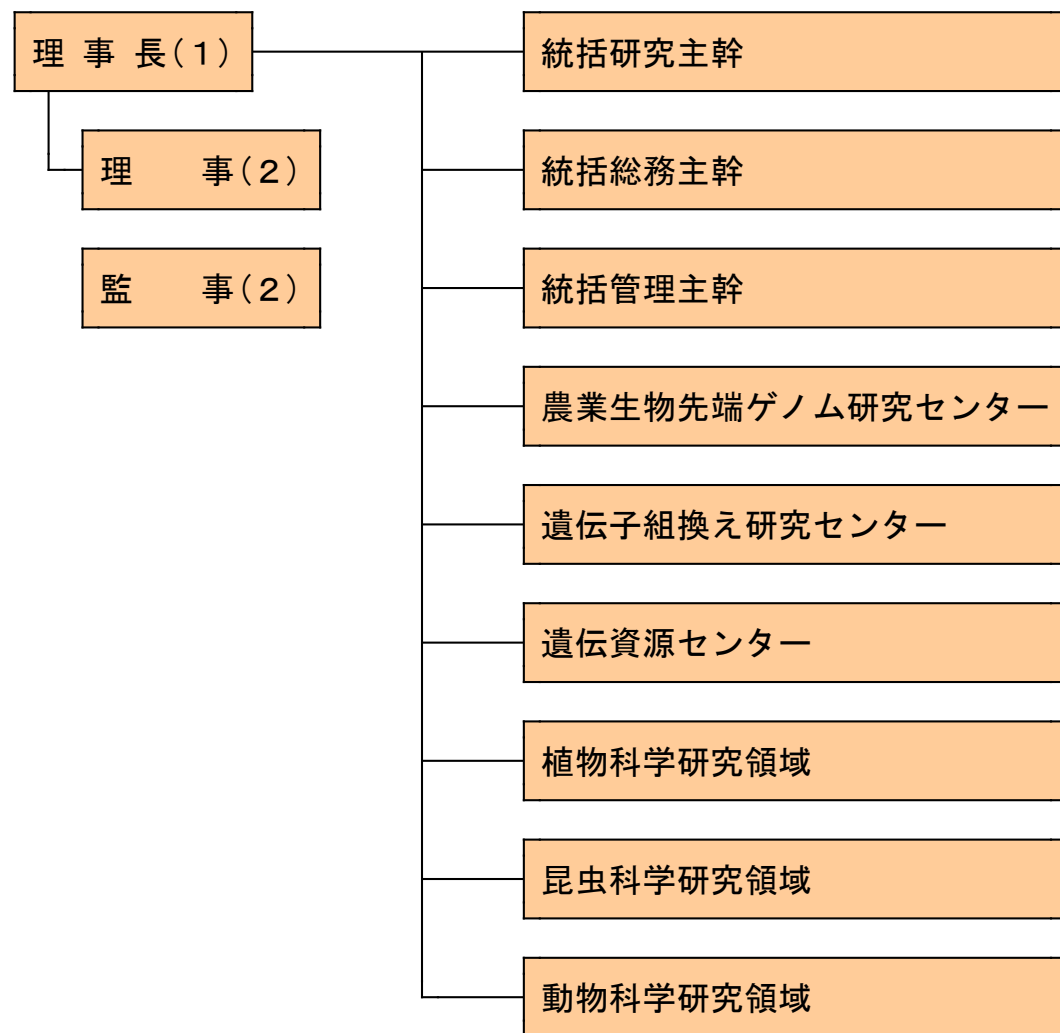 理 事 長(１)
理　　事(２)
監　　事(２)
統括研究主幹
統括総務主幹
統括管理主幹
農業生物先端ゲノム研究センター
遺伝子組換え研究センター
遺伝資源センター
植物科学研究領域
昆虫科学研究領域
動物科学研究領域